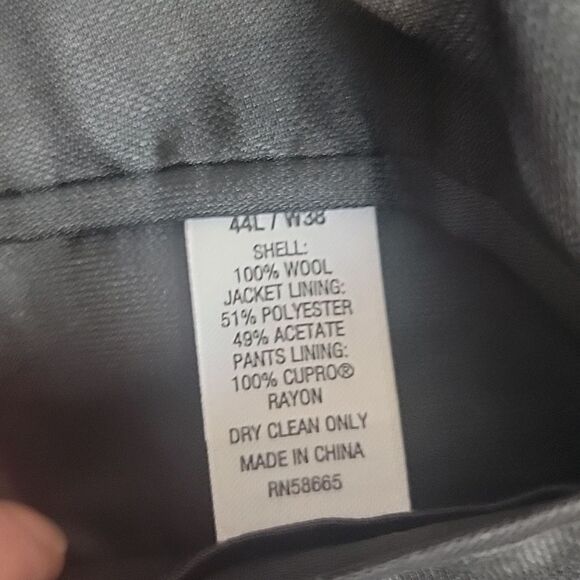 44L / W38
SHELL:
100% WOOL
JACKET LINING:
51% POLYESTER
49% ACETATE
PANTS LINING:
100% CUPRO®
RAYON
DRY CLEAN ONLY
MADE IN CHINA
RN58665